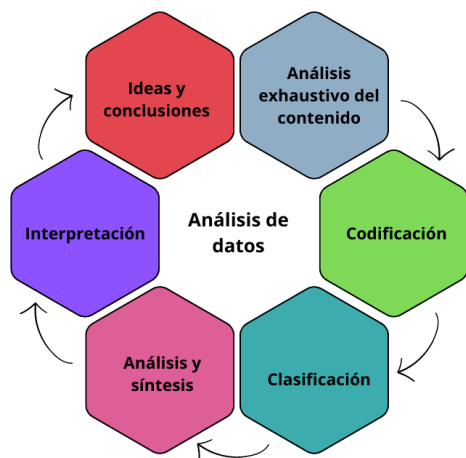 Ideas y
conclusiones
Análisis
exhaustivo del
contenido
Interpretación
Análisis de
datos
Codificación
Análisis y
síntesis
Clasificación